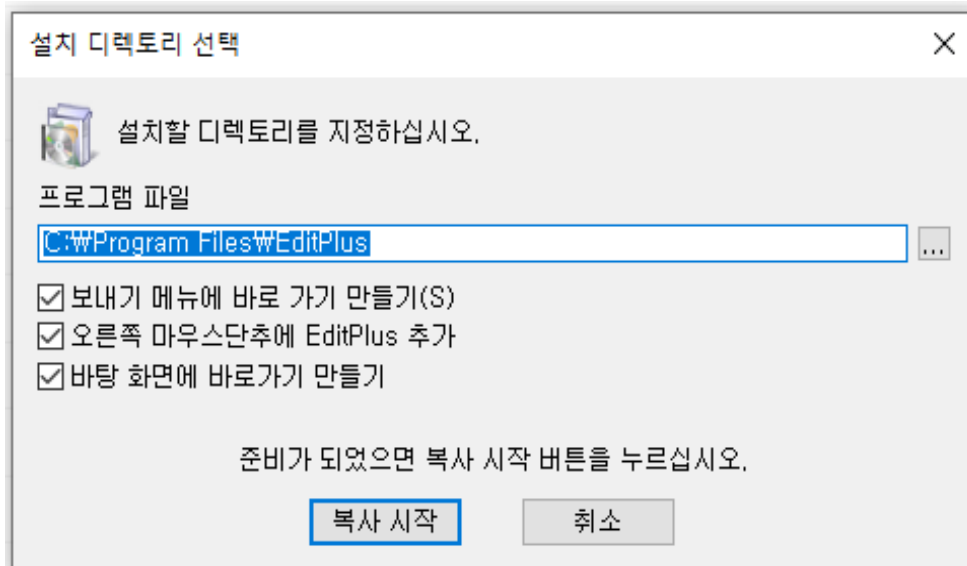 설치 디렉토리 선택
설치할 디렉토리를 지정하십시오.
프로그램 파일
C:₩Program Files₩EditPlus
...
보내기 메뉴에 바로 가기 만들기(S)
오른쪽 마우스단추에 EditPlus 추가
바탕 화면에 바로가기 만들기
준비가 되었으면 복사 시작 버튼을 누르십시오.
복사 시작 취소